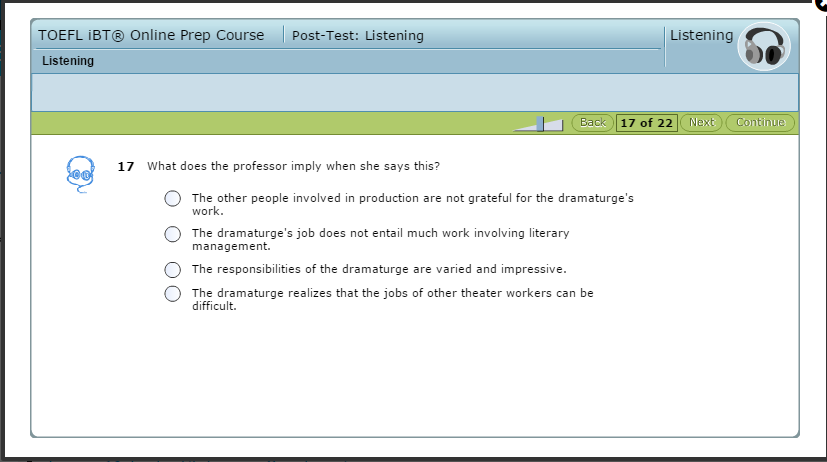 TOEFL iBT® Online Prep Course Post-Test: Listening Listening
Listening
Back 17 of 22 Next Continue
17 What does the professor imply when she says this?
The other people involved in production are not grateful for the dramaturge's
work.
The dramaturge's job does not entail much work involving literary
management.
The responsibilities of the dramaturge are varied and impressive.
The dramaturge realizes that the jobs of other theater workers can be
difficult.